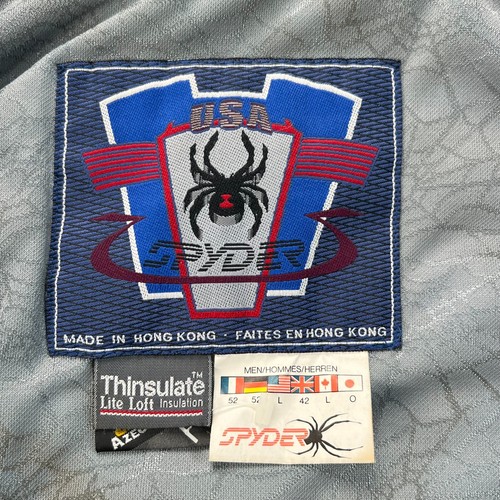 U.S.A.
SPYDER
MADE IN HONG KONG · FAITES EN HONG KONG
Thinsulate™
Lite Loft Insulation
MEN/HOMMES/HERREN
52 52 L 42 L O
SPYDER